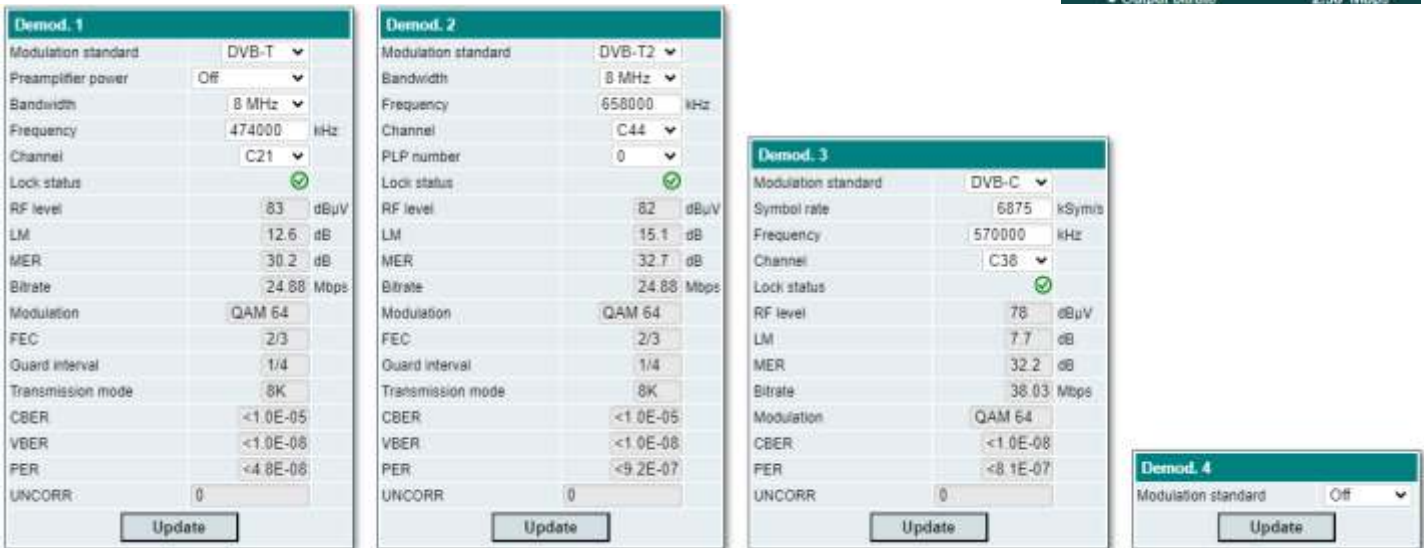 Output bitrate 2.50 Mbps
Demod. 1
Modulation standard DVB-T
Preamplifier power Off
Bandwidth 8 MHz
Frequency 474000 kHz
Channel C21
Lock status
RF level 83 dBµV
LM 12.6 dB
MER 30.2 dB
Bitrate 24.88 Mbps
Modulation QAM 64
FEC 2/3
Guard interval 1/4
Transmission mode 8K
CBER <1.0E-05
VBER <1.0E-08
PER <4.8E-08
UNCORR 0
Update
Demod. 2
Modulation standard DVB-T2
Bandwidth 8 MHz
Frequency 658000 kHz
Channel C44
PLP number 0
Lock status
RF level 82 dBµV
LM 15.1 dB
MER 32.7 dB
Bitrate 24.88 Mbps
Modulation QAM 64
FEC 2/3
Guard interval 1/4
Transmission mode 8K
CBER <1.0E-05
VBER <1.0E-08
PER <9.2E-07
UNCORR 0
Update
Demod. 3
Modulation standard DVB-C
Symbol rate 6875 kSym/s
Frequency 570000 kHz
Channel C38
Lock status
RF level 78 dBµV
LM 7.7 dB
MER 32.2 dB
Bitrate 38.03 Mbps
Modulation QAM 64
CBER <1.0E-08
PER <8.1E-07
UNCORR 0
Update
Demod. 4
Modulation standard Off
Update